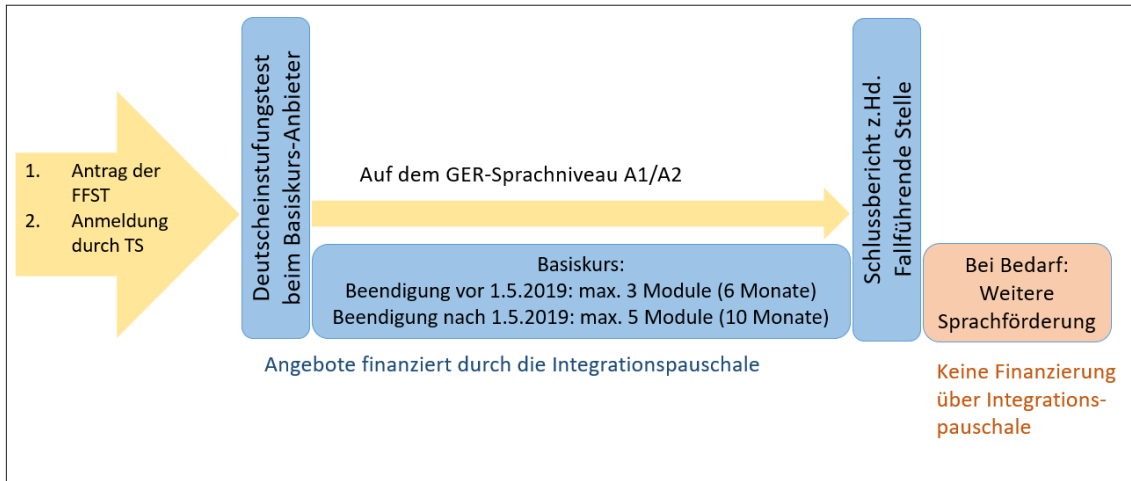 1. Antrag der
FFST
2. Anmeldung
durch TS
Deutscheinstufungstest
beim Basiskurs-Anbieter
Auf dem GER-Sprachniveau A1/A2
Basiskurs:
Beendigung vor 1.5.2019: max. 3 Module (6 Monate)
Beendigung nach 1.5.2019: max. 5 Module (10 Monate)
Angebote finanziert durch die Integrationspauschale
Schlussbericht z.Hd.
Fallführende Stelle
Bei Bedarf:
Weitere
Sprachförderung
Keine Finanzierung
über Integrations-
pauschale